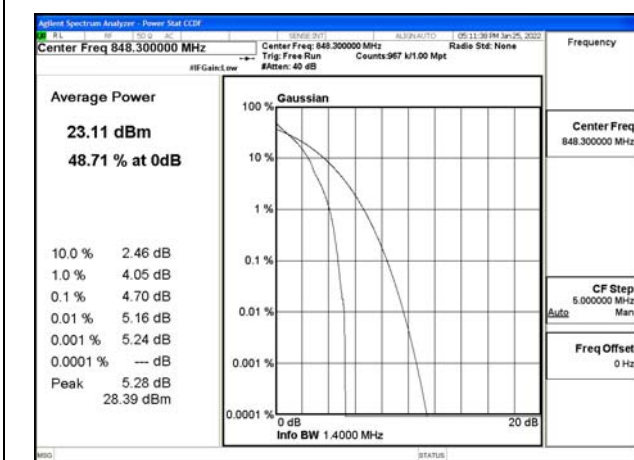 Agilent Spectrum Analyzer - Power Stat CCDF
RL RF 50 Ω AC SENSE:INT ALIGN AUTO 05:11:38 PM Jan 25, 2022
Center Freq 848.300000 MHz
Center Freq: 848.300000 MHz
Radio Std: None
Trig: Free Run Counts:967 k/1.00 Mpt
#IFGain:Low
#Atten: 40 dB
Frequency
Average Power
23.11 dBm
48.71 % at 0dB
10.0 % 2.46 dB
1.0 % 4.05 dB
0.1 % 4.70 dB
0.01 % 5.16 dB
0.001 % 5.24 dB
0.0001 % --- dB
Peak 5.28 dB
28.39 dBm
Gaussian
100 %
10 %
1 %
0.1 %
0.01 %
0.001 %
0.0001 %
0 dB
20 dB
Info BW 1.4000 MHz
Center Freq
848.300000 MHz
CF Step
5.000000 MHz
Auto Man
Freq Offset
0 Hz
MSG
STATUS